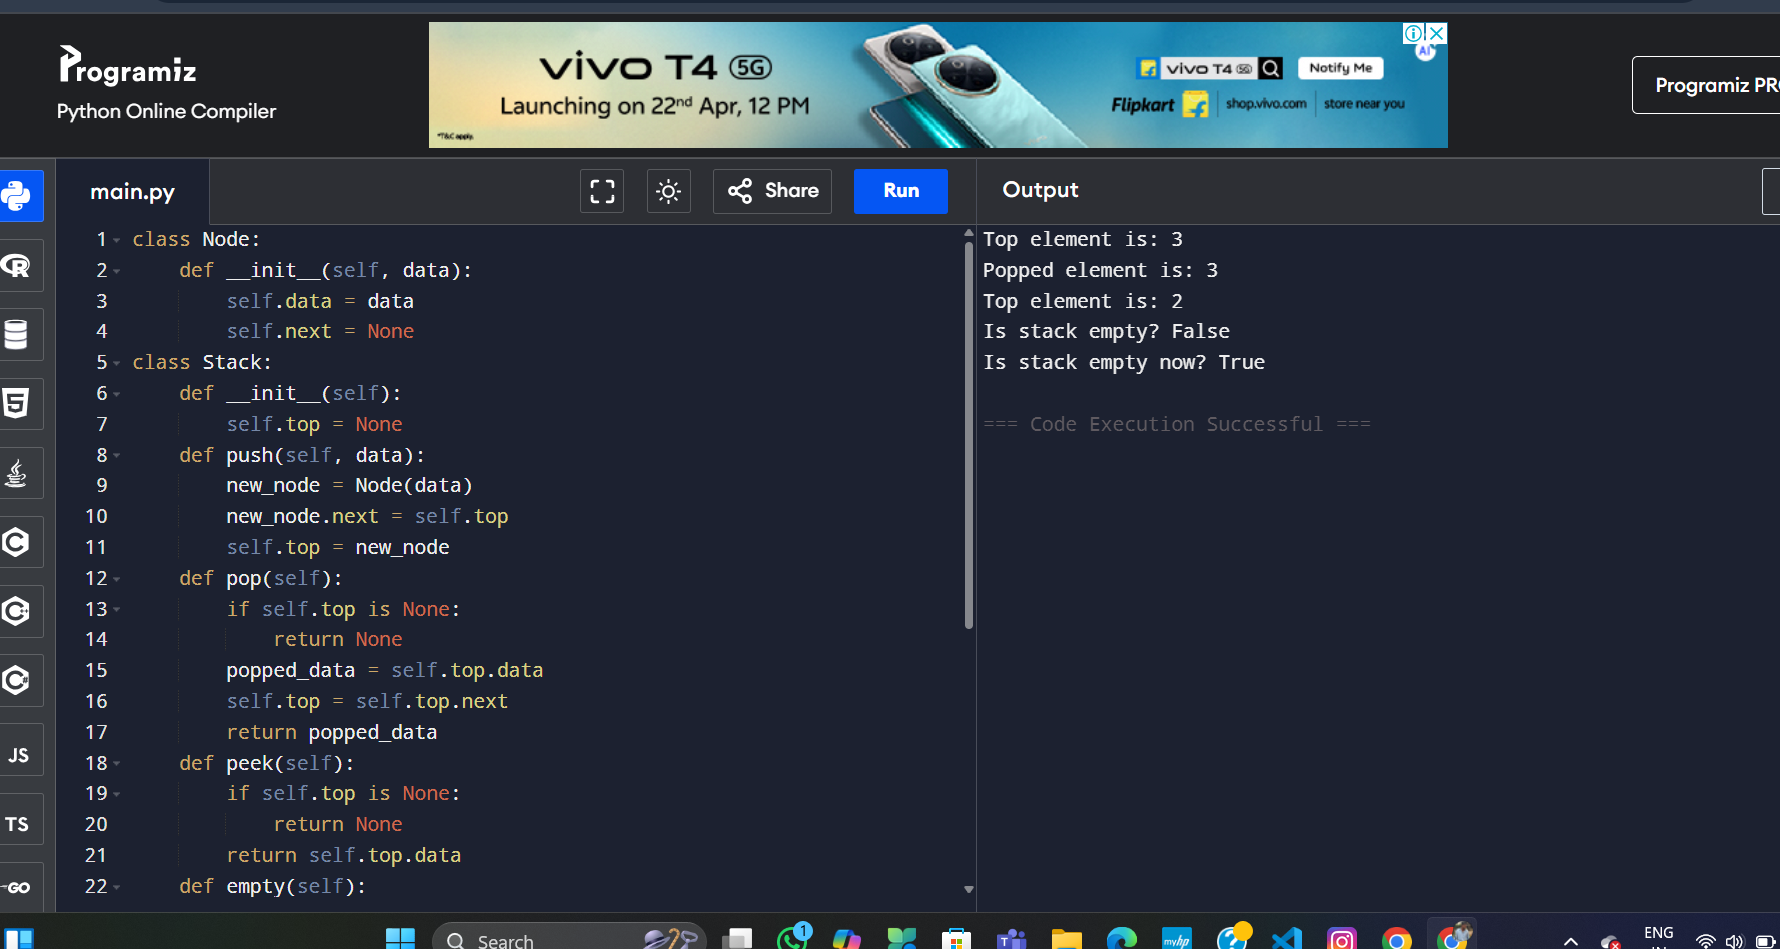 Programiz
Python Online Compiler
vivo T4 5G
Launching on 22nd Apr, 12 PM
*T&C apply.
vivo T4 5G
Notify Me
Flipkart
shop.vivo.com
store near you
AI
Programiz PR
main.py
Share
Run
Output
1 class Node:
2 def __init__(self, data):
3 self.data = data
4 self.next = None
5 class Stack:
6 def __init__(self):
7 self.top = None
8 def push(self, data):
9 new_node = Node(data)
10 new_node.next = self.top
11 self.top = new_node
12 def pop(self):
13 if self.top is None:
14 return None
15 popped_data = self.top.data
16 self.top = self.top.next
17 return popped_data
18 def peek(self):
19 if self.top is None:
20 return None
21 return self.top.data
22 def empty(self):
Top element is: 3
Popped element is: 3
Top element is: 2
Is stack empty? False
Is stack empty now? True
=== Code Execution Successful ===
R
5
C
C++
C#
JS
TS
GO
Search
1
myhp
ENG